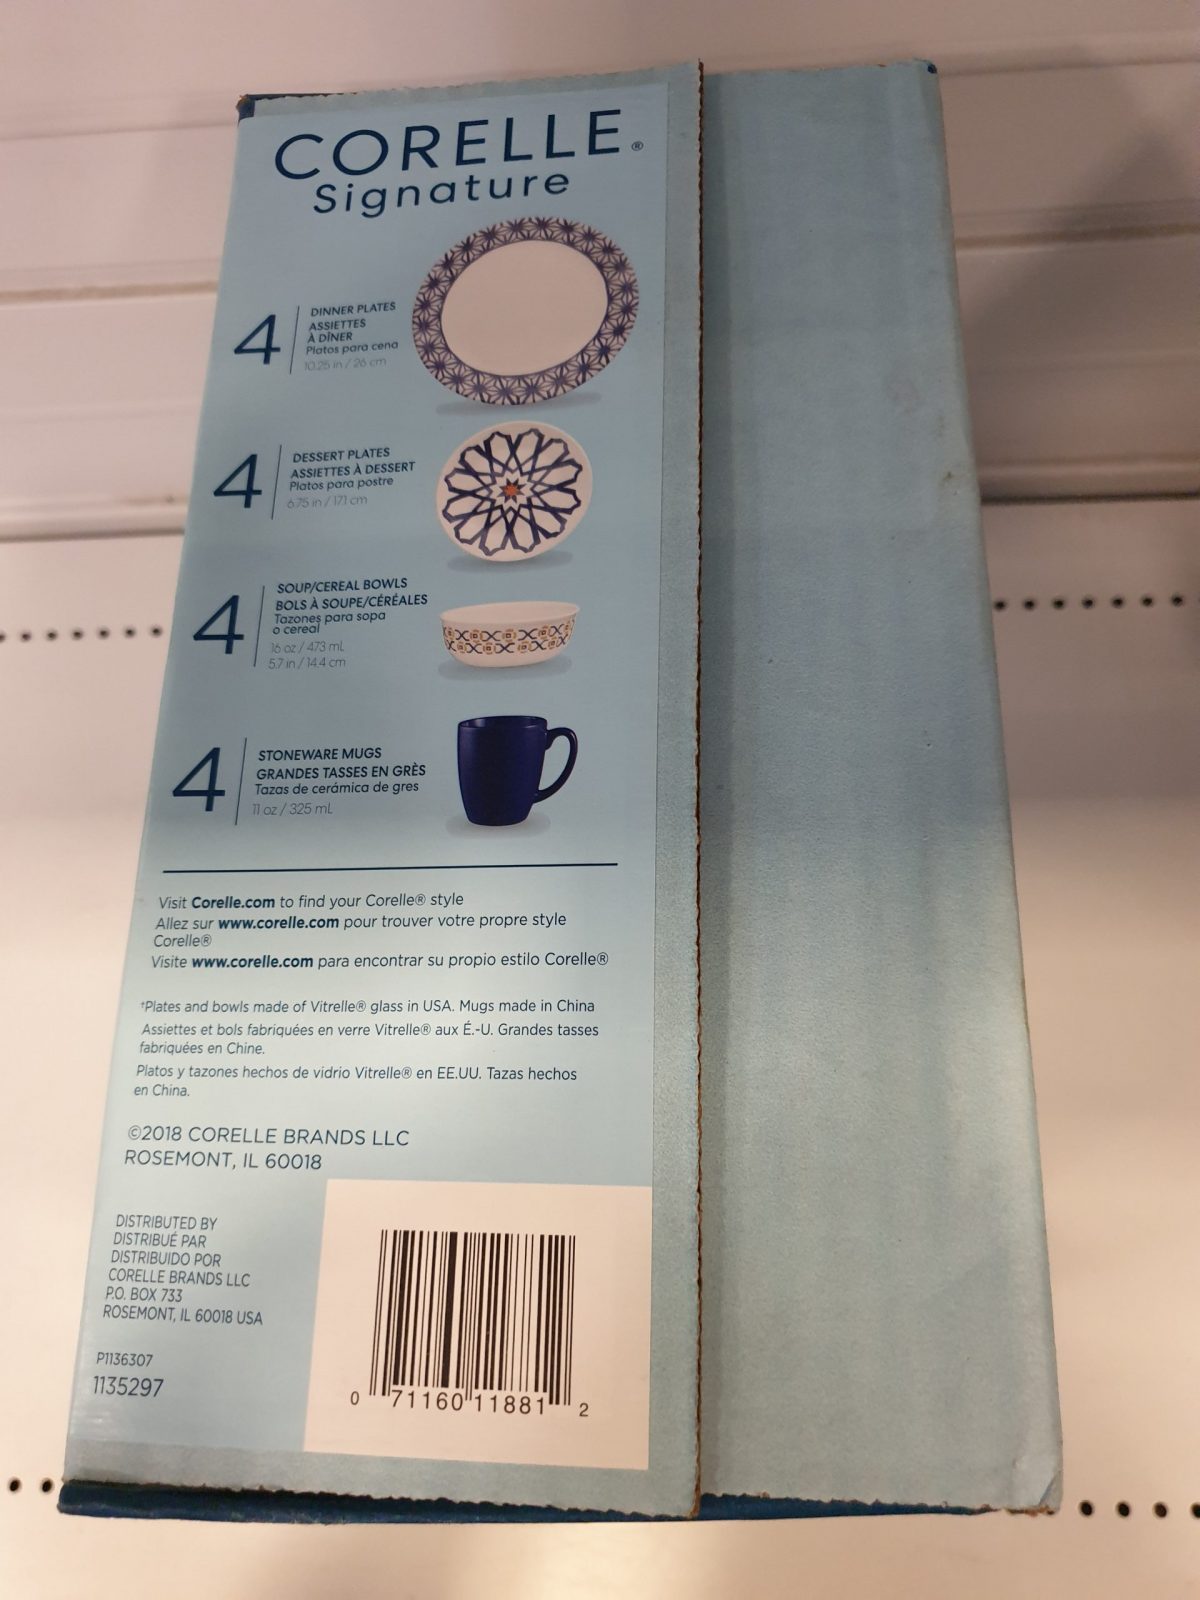 CORELLE®
Signature
4
DINNER PLATES
ASSIETTES
À DÎNER
Platos para cena
10.25 in / 26 cm
4
DESSERT PLATES
ASSIETTES À DESSERT
Platos para postre
6.75 in / 17.1 cm
4
SOUP/CEREAL BOWLS
BOLS À SOUPE/CÉRÉALES
Tazones para sopa
o cereal
16 oz / 473 mL
5.7 in / 14.4 cm
4
STONEWARE MUGS
GRANDES TASSES EN GRÈS
Tazas de cerámica de gres
11 oz / 325 mL
Visit Corelle.com to find your Corelle® style
Allez sur www.corelle.com pour trouver votre propre style
Corelle®
Visite www.corelle.com para encontrar su propio estilo Corelle®
†Plates and bowls made of Vitrelle® glass in USA. Mugs made in China
Assiettes et bols fabriquées en verre Vitrelle® aux É.-U. Grandes tasses
fabriquées en Chine.
Platos y tazones hechos de vidrio Vitrelle® en EE.UU. Tazas hechos
en China.
©2018 CORELLE BRANDS LLC
ROSEMONT, IL 60018
DISTRIBUTED BY
DISTRIBUÉ PAR
DISTRIBUIDO POR
CORELLE BRANDS LLC
P.O. BOX 733
ROSEMONT, IL 60018 USA
P1136307
1135297
0 71160 11881 2